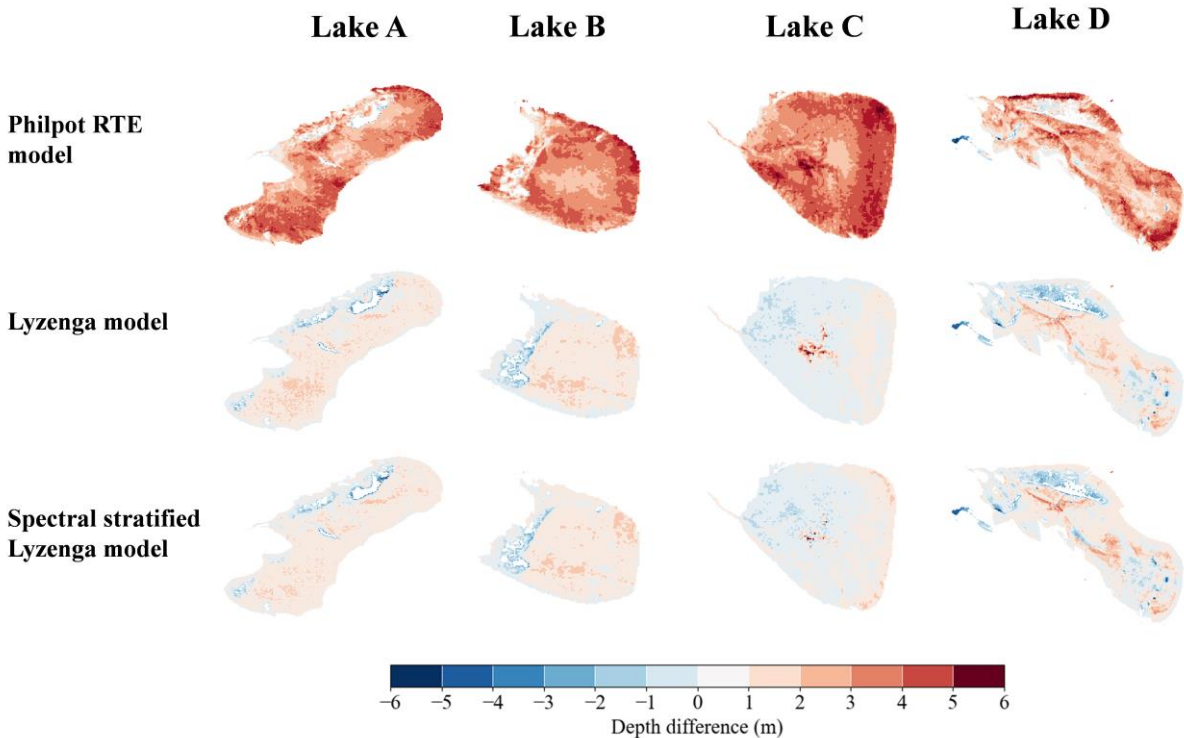 Lake A
Lake B
Lake C
Lake D
Philpot RTE
model
Lyzenga model
Spectral stratified
Lyzenga model
−6 −5 −4 −3 −2 −1 0 1 2 3 4 5 6
Depth difference (m)